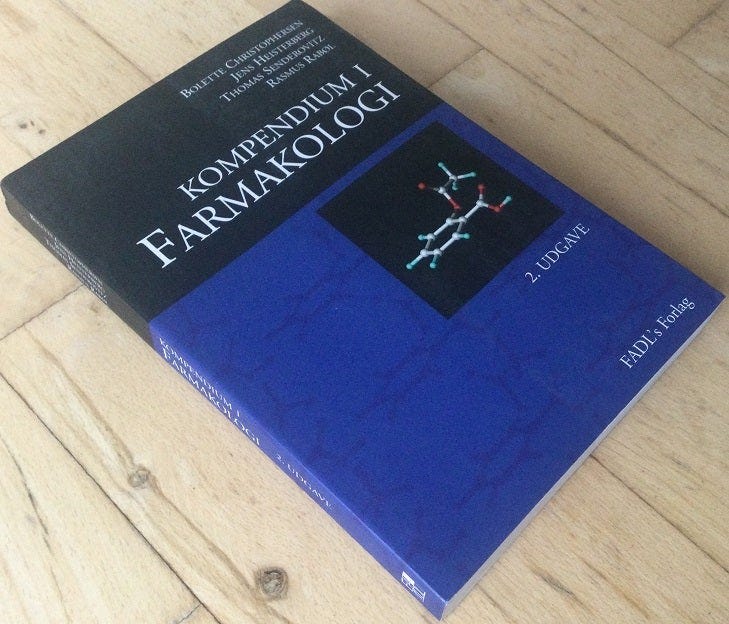 BOLETTE CHRISTOPHERSEN
JENS HEISTERBERG
THOMAS SENDEROVITZ
RASMUS RABØL
KOMPENDIUM I
FARMAKOLOGI
2. UDGAVE
FADL's Forlag
KOMPENDIUM I
FARMAKOLOGI
2. UDGAVE